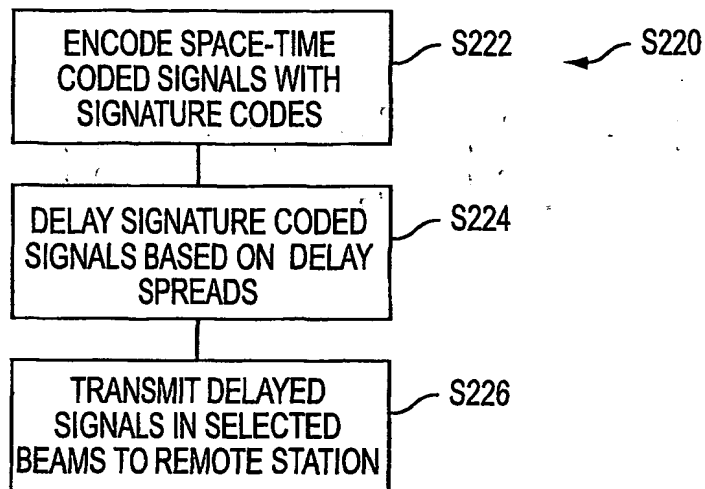 ENCODE SPACE-TIME
CODED SIGNALS WITH
SIGNATURE CODES
S222
S220
DELAY SIGNATURE CODED
SIGNALS BASED ON DELAY
SPREADS
S224
TRANSMIT DELAYED
SIGNALS IN SELECTED
BEAMS TO REMOTE STATION
S226